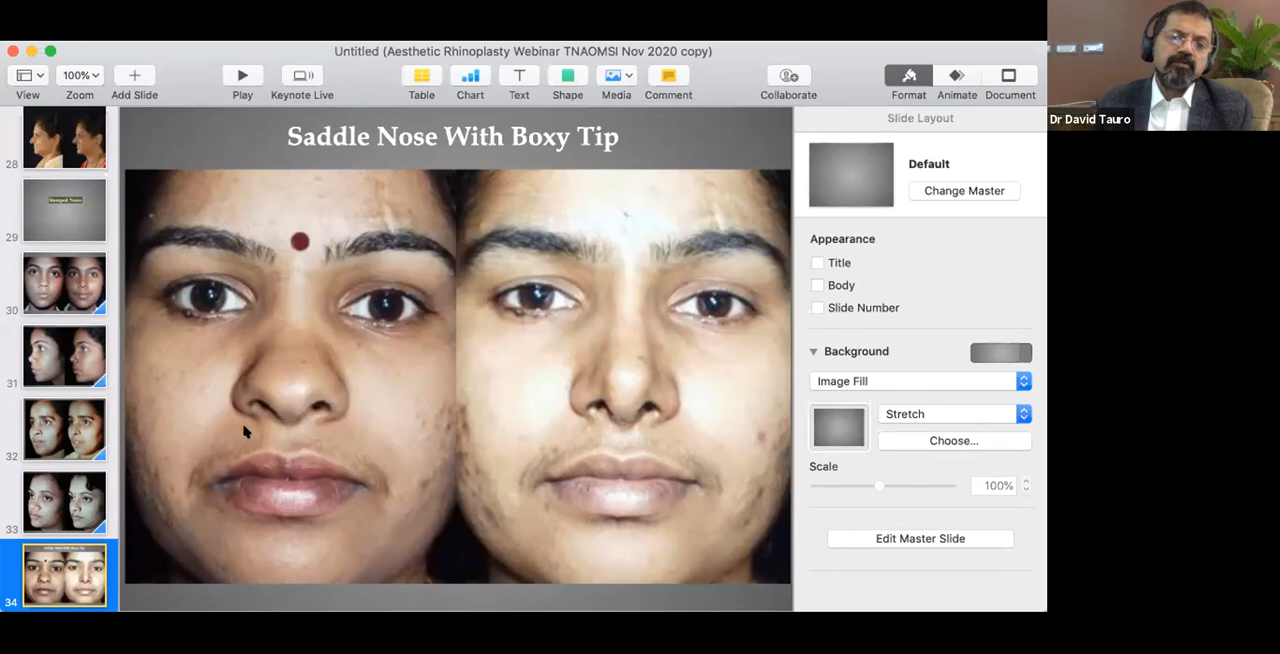 Untitled (Aesthetic Rhinoplasty Webinar TNAOMSI Nov 2020 copy)
100%
View
Zoom
Add Slide
Play
Keynote Live
Table
Chart
Text
Shape
Media
Comment
Collaborate
Format
Animate
Document
Dr David Tauro
28
29
30
31
32
33
34
Saddle Nose With Boxy Tip
Slide Layout
Default
Change Master
Appearance
Title
Body
Slide Number
Background
Image Fill
Stretch
Choose...
Scale
100%
Edit Master Slide